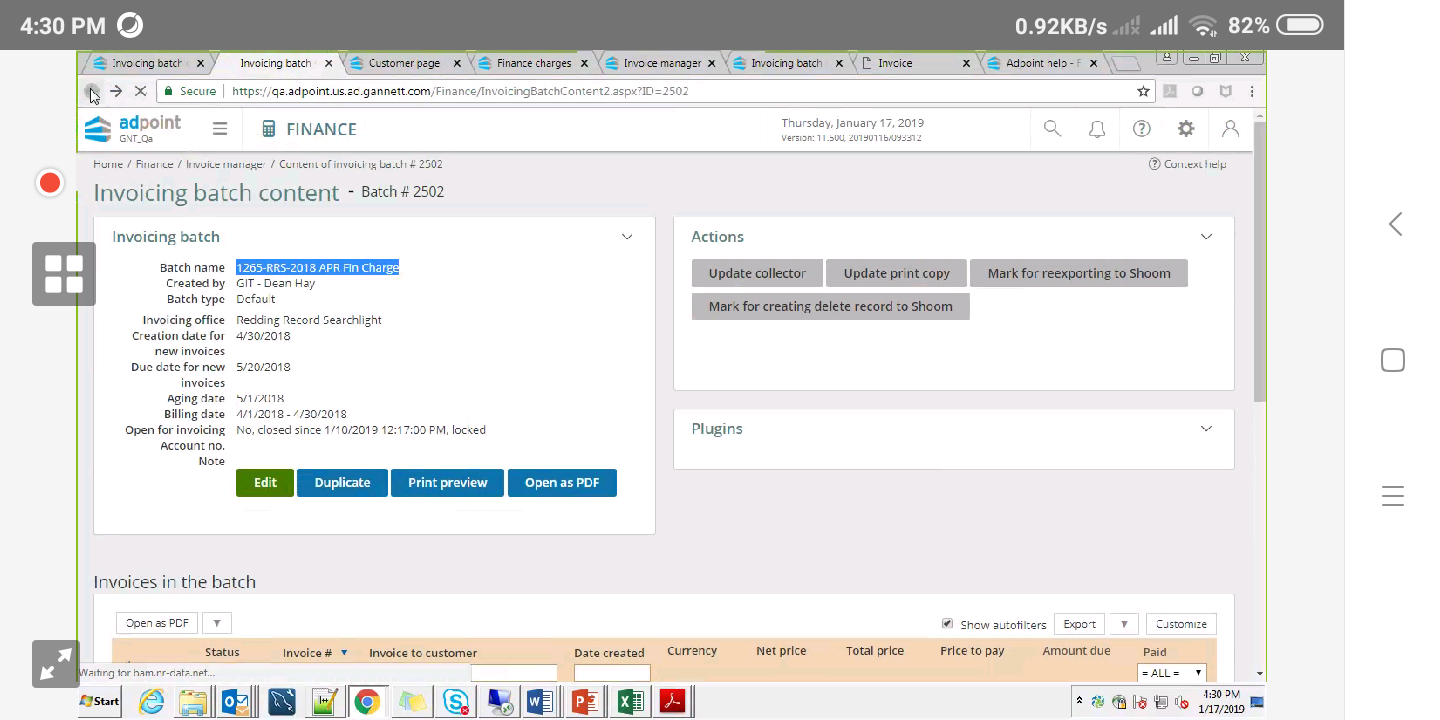 4:30 PM
0.92KB/s 82%
Invoicing batch x Invoicing batch x Customer page x Finance charges x Invoice manager x Invoicing batch x Invoice x Adpoint help - F x
Secure https://qa.adpoint.us.ad.gannett.com/Finance/InvoicingBatchContent2.aspx?ID=2502
adpoint
GNT_Qa
FINANCE
Thursday, January 17, 2019
Version: 11.500, 20190116/093312
Home / Finance / Invoice manager / Content of invoicing batch # 2502
Context help
Invoicing batch content - Batch # 2502
Invoicing batch
Batch name 1265-RRS-2018 APR Fin Charge
Created by GIT - Dean Hay
Batch type Default
Invoicing office Redding Record Searchlight
Creation date for new invoices 4/30/2018
Due date for new invoices 5/20/2018
Aging date 5/1/2018
Billing date 4/1/2018 - 4/30/2018
Open for invoicing No, closed since 1/10/2019 12:17:00 PM, locked
Account no.
Note
Edit Duplicate Print preview Open as PDF
Actions
Update collector Update print copy Mark for reexporting to Shoom
Mark for creating delete record to Shoom
Plugins
Invoices in the batch
Open as PDF
Show autofilters Export Customize
Status Invoice # Invoice to customer Date created Currency Net price Total price Price to pay Amount due Paid
= ALL =
Waiting for bam.nr-data.net...
Start
4:30 PM
1/17/2019